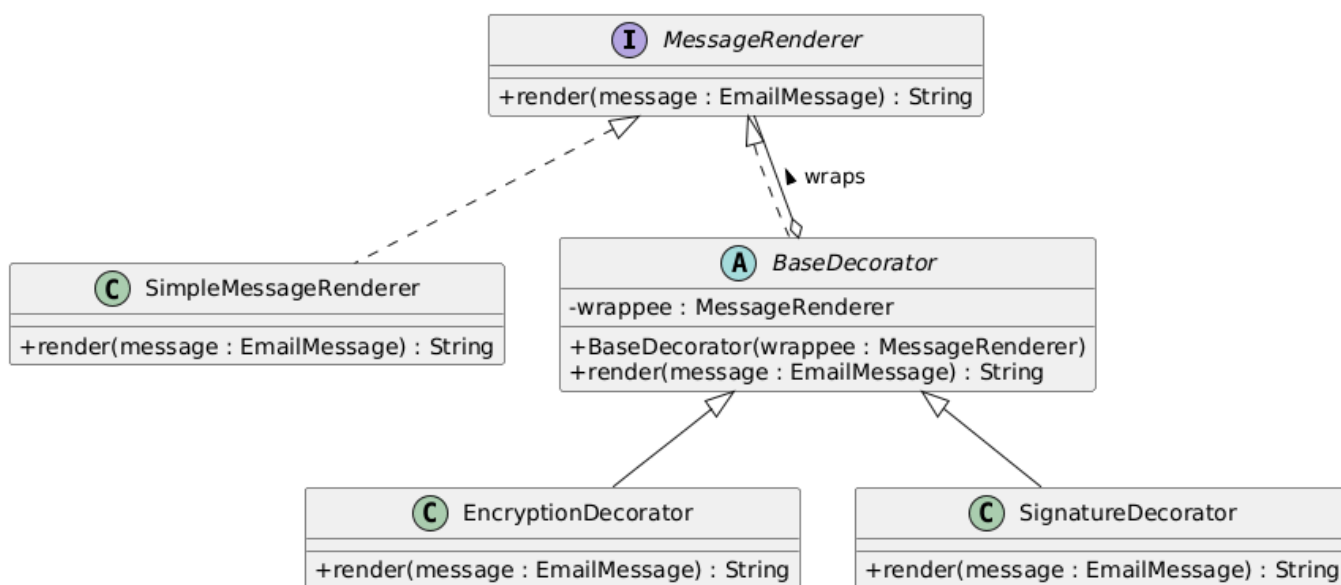 I MessageRenderer
+render(message : EmailMessage) : String
wraps
C SimpleMessageRenderer
+render(message : EmailMessage) : String
A BaseDecorator
-wrappee : MessageRenderer
+BaseDecorator(wrappee : MessageRenderer)
+render(message : EmailMessage) : String
C EncryptionDecorator
+render(message : EmailMessage) : String
C SignatureDecorator
+render(message : EmailMessage) : String